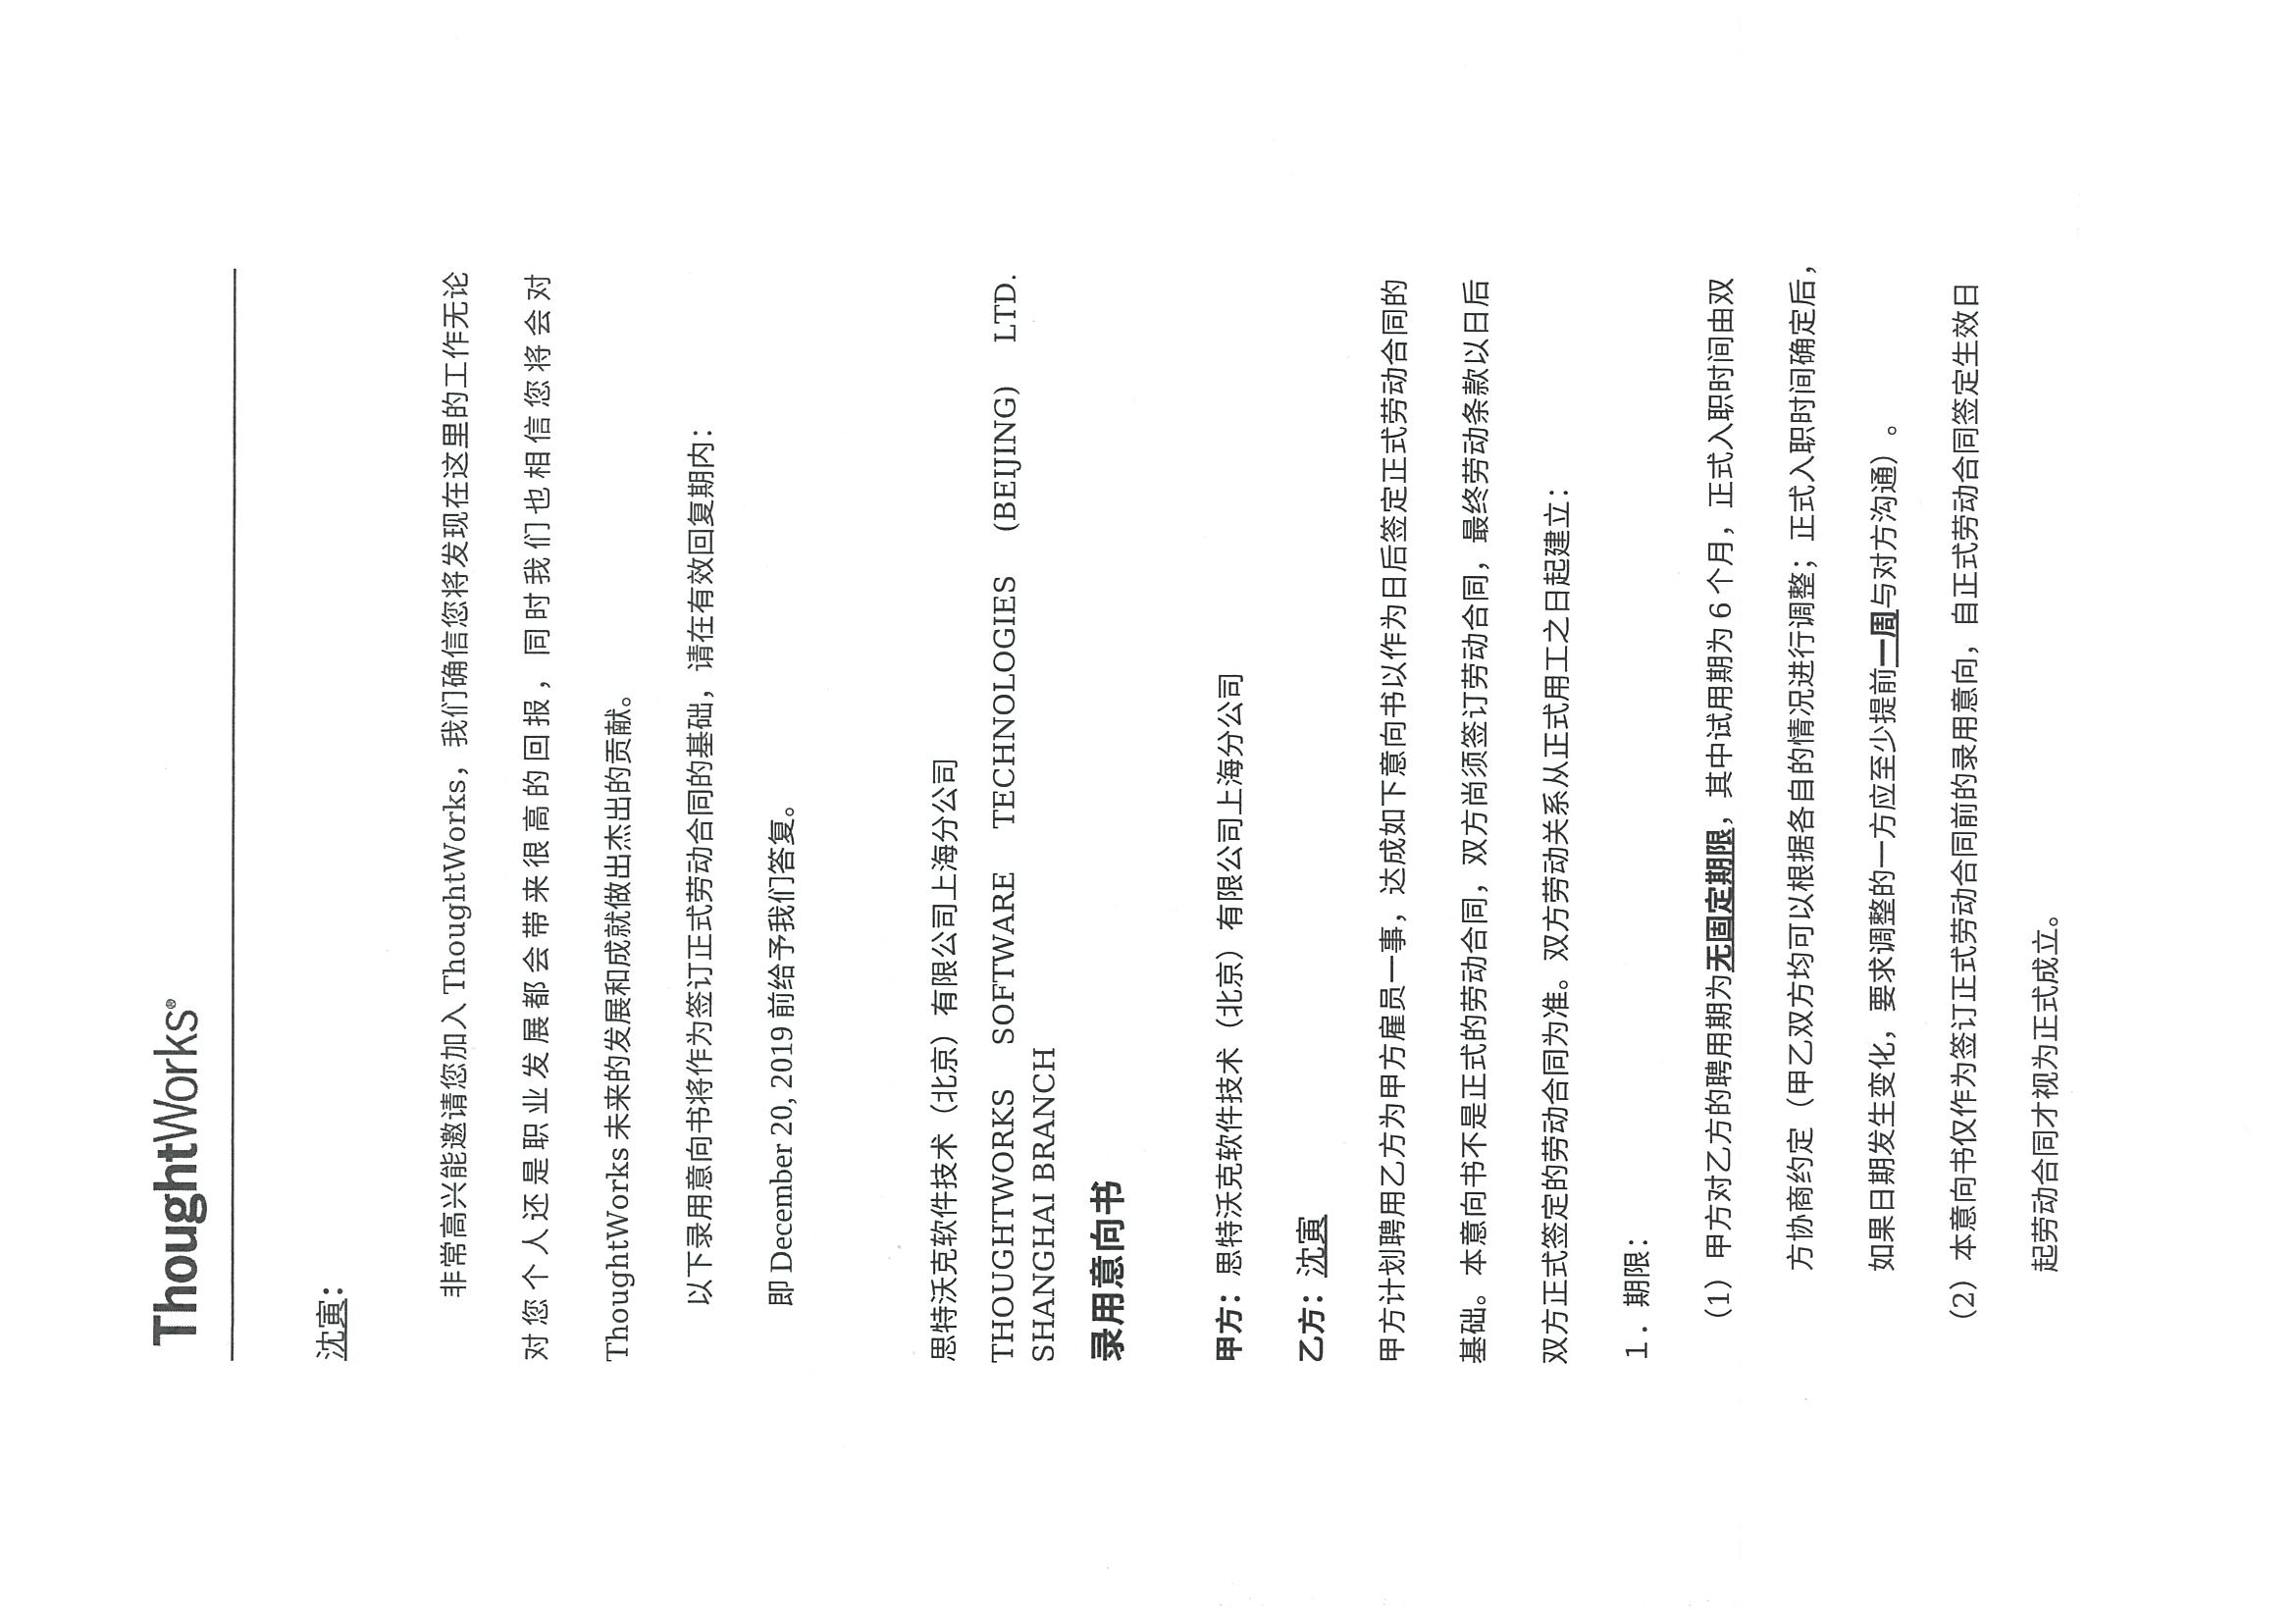 ThoughtWorks®
沈寅：
非常高兴能邀请您加入 ThoughtWorks，我们确信您将发现在这里的工作无论
对您个人还是职业发展都会带来很高的回报，同时我们也相信您将会对
ThoughtWorks 未来的发展和成就做出杰出的贡献。
以下录用意向书将作为签订正式劳动合同的基础，请在有效回复期内：
即 December 20, 2019 前给予我们答复。
思特沃克软件技术（北京）有限公司上海分公司
THOUGHTWORKS SOFTWARE TECHNOLOGIES (BEIJING) LTD.
SHANGHAI BRANCH
录用意向书
甲方：思特沃克软件技术（北京）有限公司上海分公司
乙方：沈寅
甲方计划聘用乙方为甲方雇员一事，达成如下意向书以作为日后签定正式劳动合同的
基础。本意向书不是正式的劳动合同，双方尚须签订劳动合同，最终劳动条款以日后
双方正式签定的劳动合同为准。双方劳动关系从正式用工之日起建立：
1．期限：
（1）甲方对乙方的聘用期为无固定期限，其中试用期为 6 个月，正式入职时间由双
方协商约定（甲乙双方均可以根据各自的情况进行调整；正式入职时间确定后，
如果日期发生变化，要求调整的一方应至少提前一周与对方沟通）。
（2）本意向书仅作为签订正式劳动合同前的录用意向，自正式劳动合同签定生效日
起劳动合同才视为正式成立。